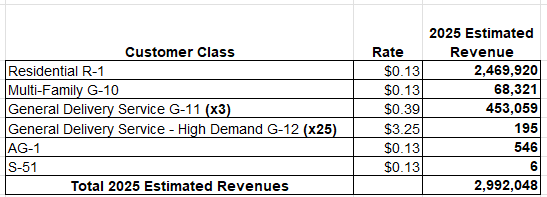 Customer Class Rate 2025 Estimated Revenue
Residential R-1 $0.13 2,469,920
Multi-Family G-10 $0.13 68,321
General Delivery Service G-11 (x3) $0.39 453,059
General Delivery Service - High Demand G-12 (x25) $3.25 195
AG-1 $0.13 546
S-51 $0.13 6
Total 2025 Estimated Revenues 2,992,048